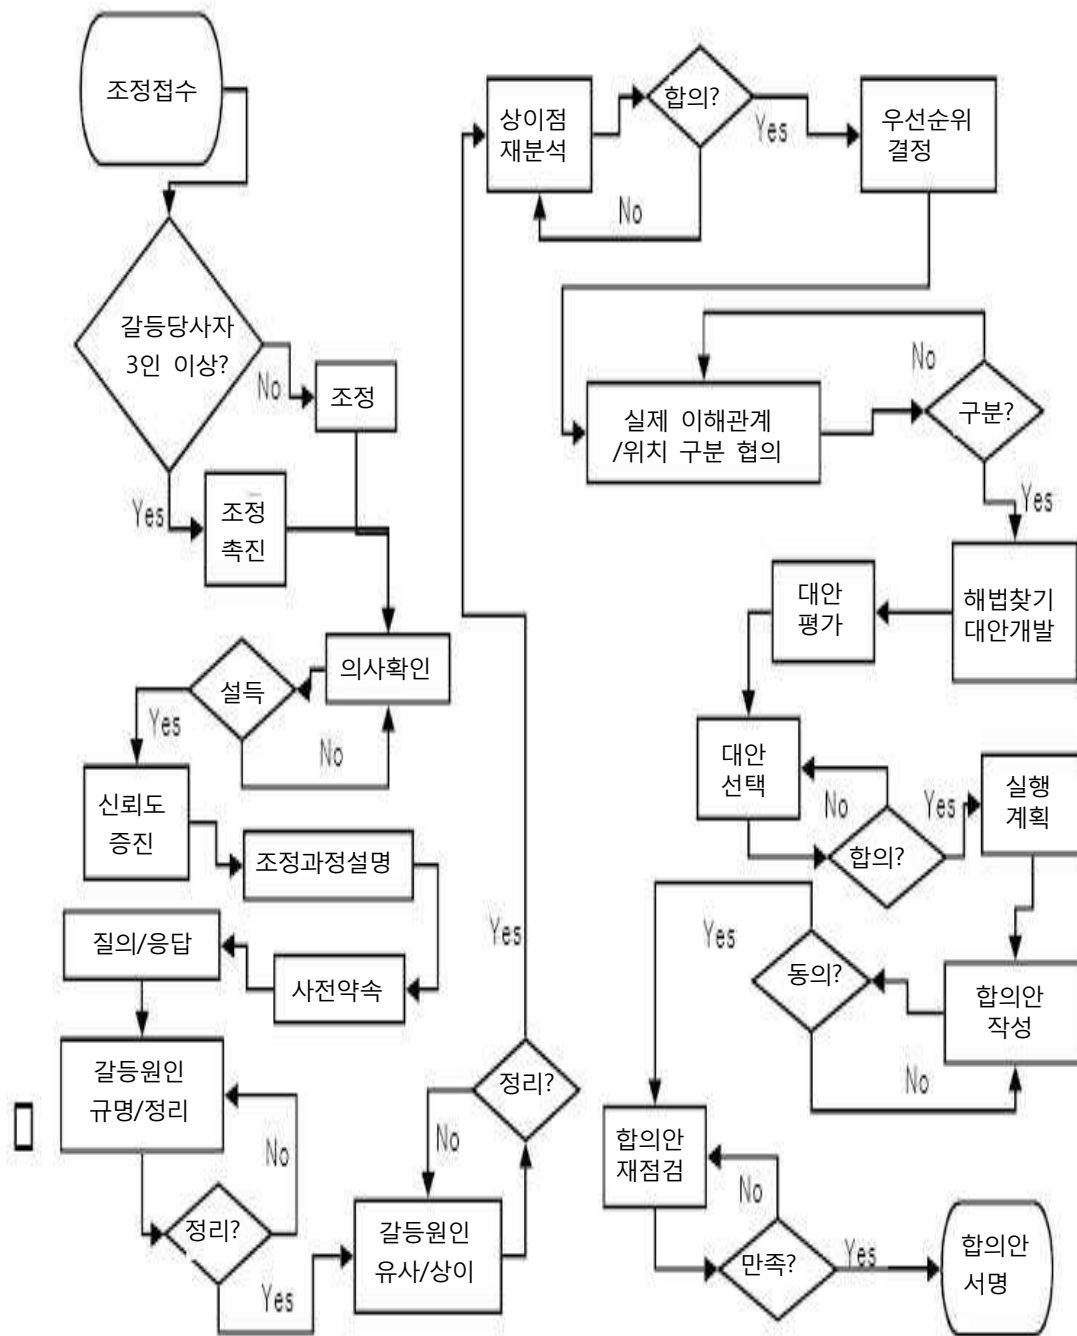 조정접수
갈등당사자
3인 이상?
No
조정
Yes
조정
촉진
의사확인
설득
Yes
No
신뢰도
증진
조정과정설명
사전약속
질의/응답
갈등원인
규명/정리
No
정리?
Yes
갈등원인
유사/상이
No
정리?
Yes
상이점
재분석
합의?
No
Yes
우선순위
결정
실제 이해관계
/위치 구분 협의
No
구분?
Yes
해법찾기
대안개발
대안
평가
대안
선택
No
합의?
Yes
실행
계획
합의안
작성
동의?
No
Yes
합의안
재점검
No
만족?
Yes
합의안
서명